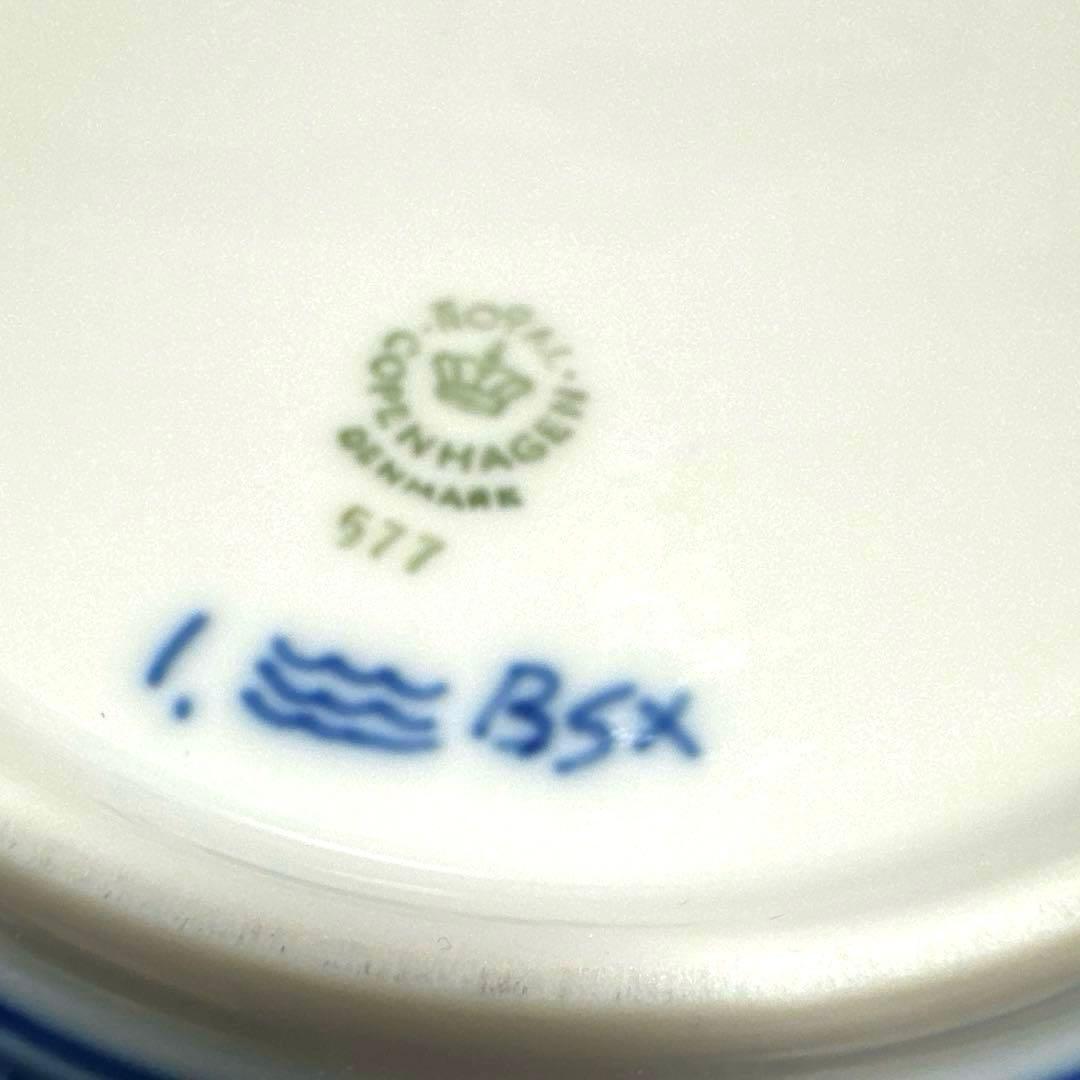 ROYAL
COPENHAGEN
DENMARK
577
1. BSX